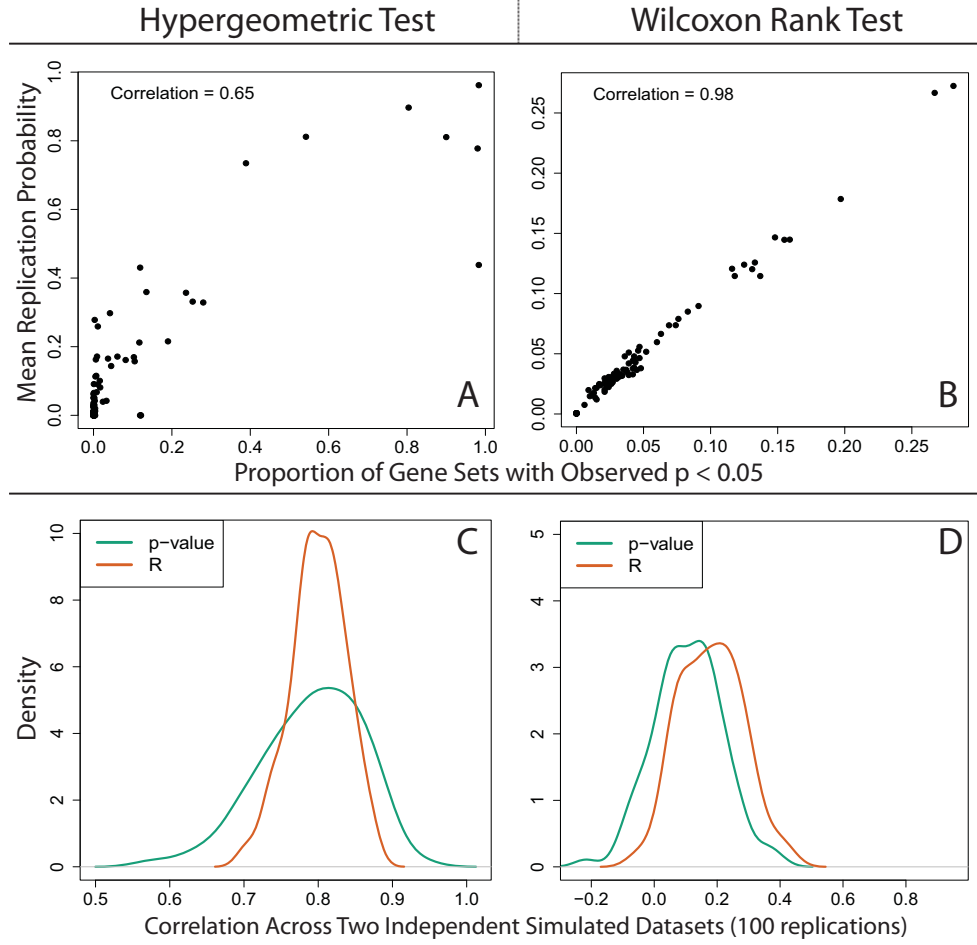 Hypergeometric Test
Wilcoxon Rank Test
Mean Replication Probability
1.0
0.8
0.6
0.4
0.2
0.0
Correlation = 0.65
A
0.0 0.2 0.4 0.6 0.8 1.0
0.25
0.20
0.15
0.10
0.05
0.00
Correlation = 0.98
B
0.00 0.05 0.10 0.15 0.20 0.25
Proportion of Gene Sets with Observed p < 0.05
Density
10
8
6
4
2
0
p−value
R
C
0.5 0.6 0.7 0.8 0.9 1.0
5
4
3
2
1
0
p−value
R
D
−0.2 0.0 0.2 0.4 0.6 0.8
Correlation Across Two Independent Simulated Datasets (100 replications)